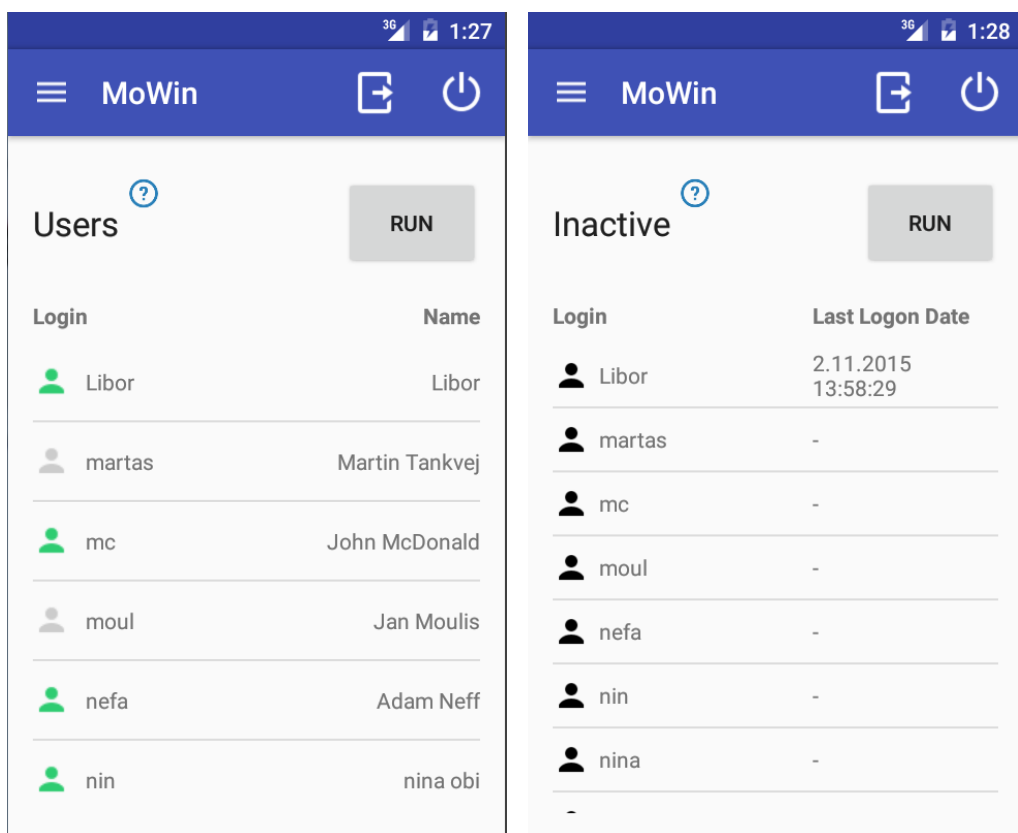 3G 1:27
MoWin
Users ? RUN
Login Name
Libor Libor
martas Martin Tankvej
mc John McDonald
moul Jan Moulis
nefa Adam Neff
nin nina obi
3G 1:28
MoWin
Inactive ? RUN
Login Last Logon Date
Libor 2.11.2015
13:58:29
martas -
mc -
moul -
nefa -
nin -
nina -